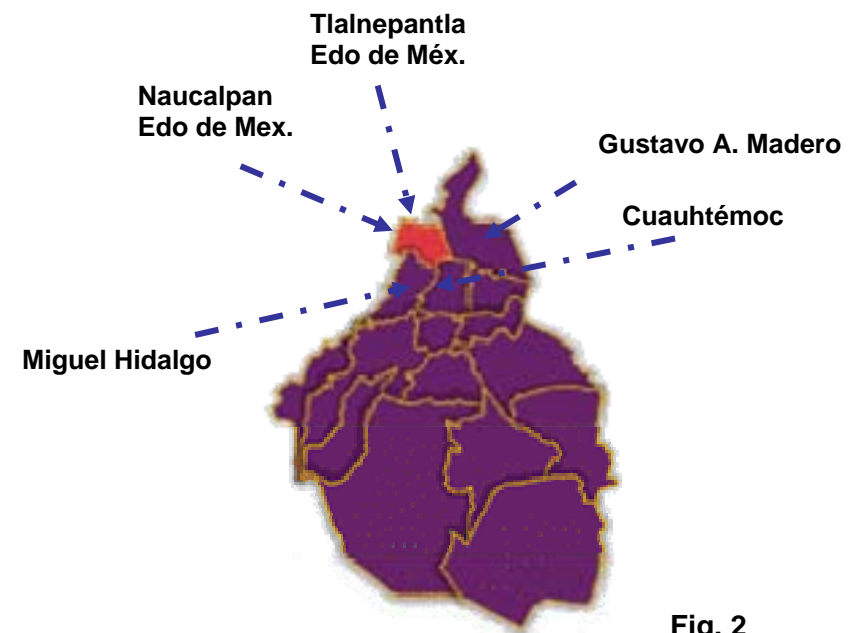 Tlalnepantla
Edo de Méx.
Naucalpan
Edo de Mex.
Gustavo A. Madero
Cuauhtémoc
Miguel Hidalgo
Fig. 2